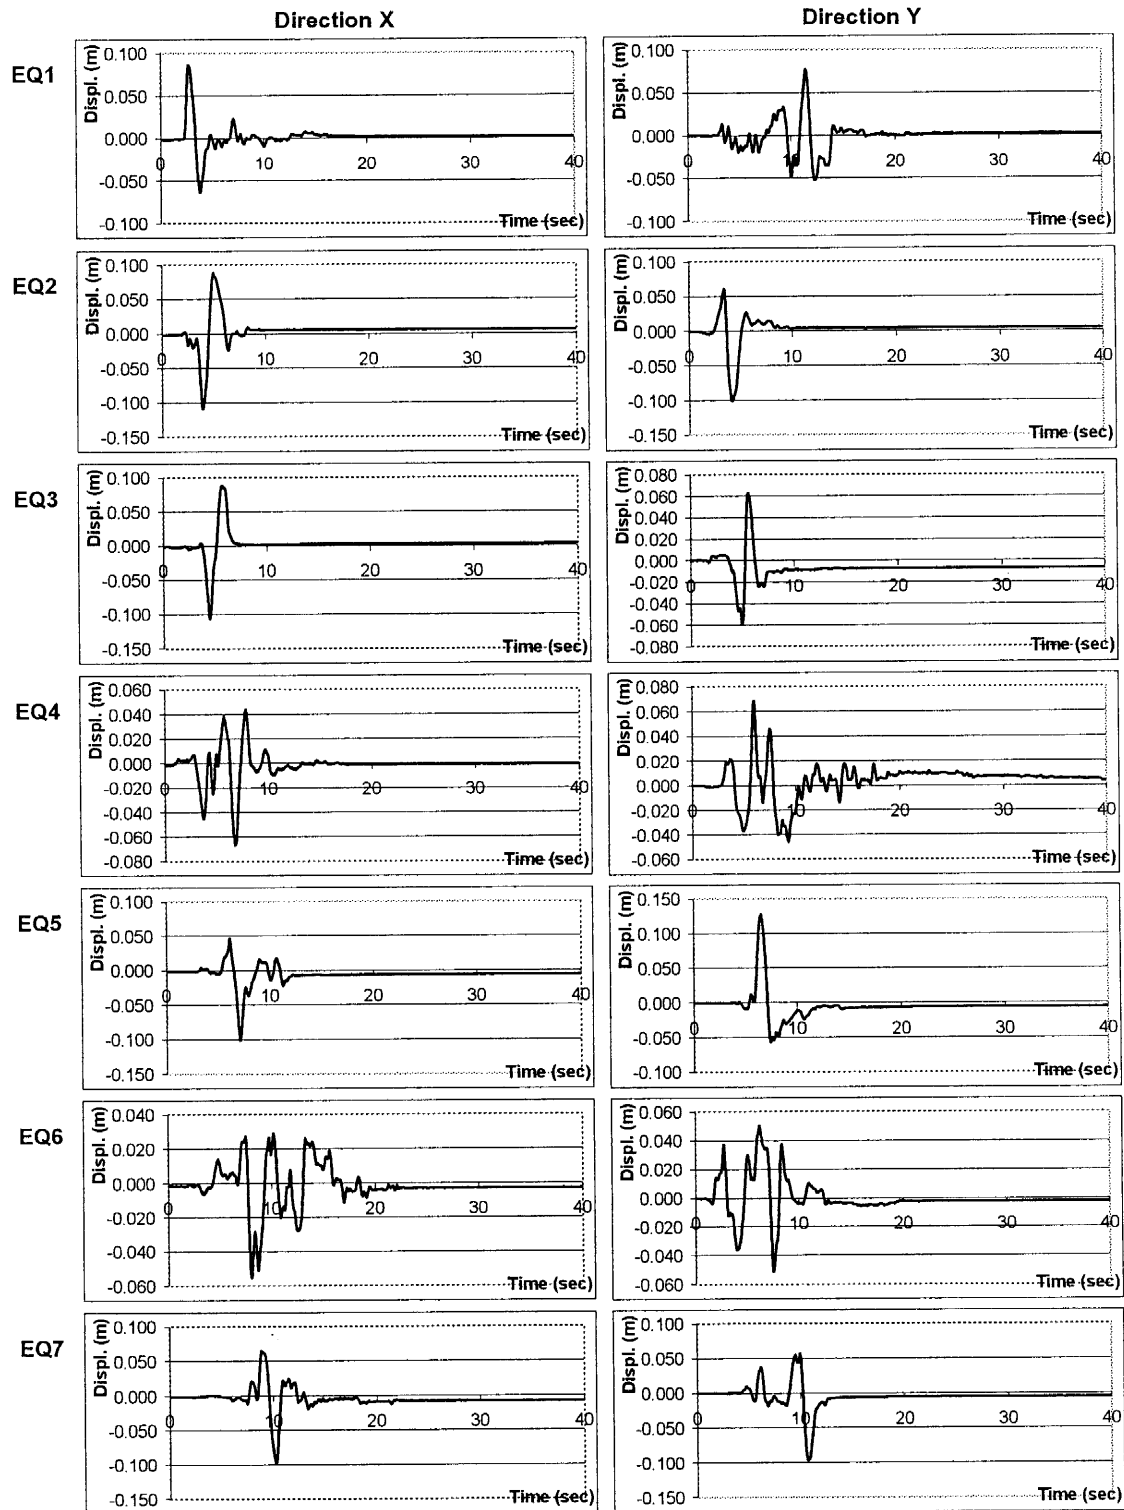 Direction X
Direction Y
EQ1
Displ. (m)
0.100
0.050
0.000
-0.050
-0.100
0 10 20 30 40
Time (sec)
Displ. (m)
0.100
0.050
0.000
-0.050
-0.100
0 10 20 30 40
Time (sec)
EQ2
Displ. (m)
0.100
0.050
0.000
-0.050
-0.100
-0.150
0 10 20 30 40
Time (sec)
Displ. (m)
0.100
0.050
0.000
-0.050
-0.100
-0.150
0 10 20 30 40
Time (sec)
EQ3
Displ. (m)
0.100
0.050
0.000
-0.050
-0.100
-0.150
0 10 20 30 40
Time (sec)
Displ. (m)
0.080
0.060
0.040
0.020
0.000
-0.020
-0.040
-0.060
-0.080
0 10 20 30 40
Time (sec)
EQ4
Displ. (m)
0.060
0.040
0.020
0.000
-0.020
-0.040
-0.060
-0.080
0 10 20 30 40
Time (sec)
Displ. (m)
0.080
0.060
0.040
0.020
0.000
-0.020
-0.040
-0.060
0 10 20 30 40
Time (sec)
EQ5
Displ. (m)
0.100
0.050
0.000
-0.050
-0.100
-0.150
0 10 20 30 40
Time (sec)
Displ. (m)
0.150
0.100
0.050
0.000
-0.050
-0.100
0 10 20 30 40
Time (sec)
EQ6
Displ. (m)
0.040
0.020
0.000
-0.020
-0.040
-0.060
0 10 20 30 40
Time (sec)
Displ. (m)
0.060
0.040
0.020
0.000
-0.020
-0.040
-0.060
0 10 20 30 40
Time (sec)
EQ7
Displ. (m)
0.100
0.050
0.000
-0.050
-0.100
-0.150
0 10 20 30 40
Time (sec)
Displ. (m)
0.100
0.050
0.000
-0.050
-0.100
-0.150
0 10 20 30 40
Time (sec)